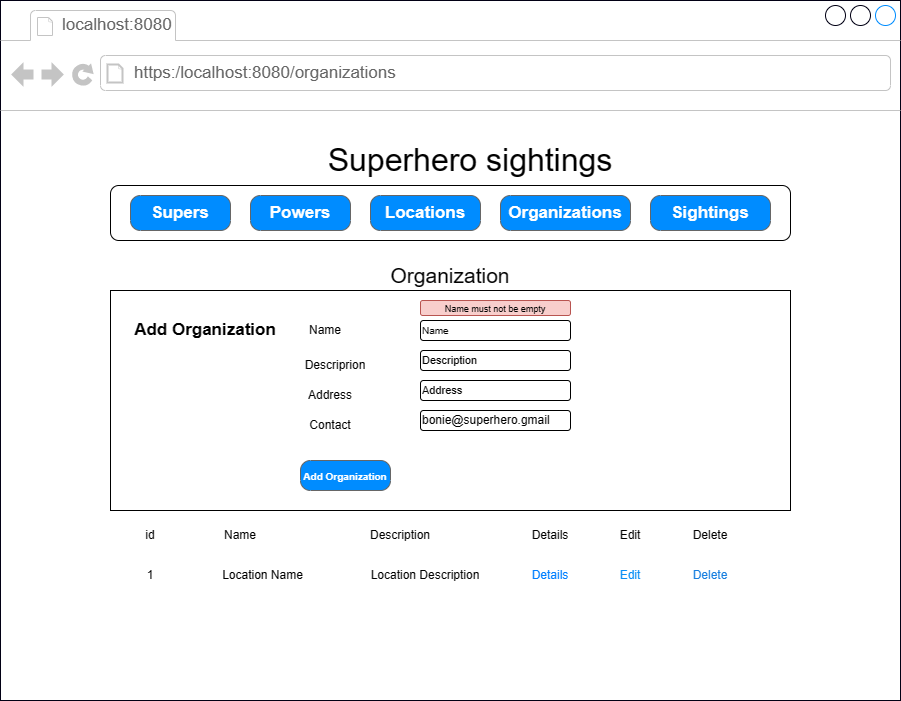 localhost:8080
https:/localhost:8080/organizations
Superhero sightings
Supers Powers Locations Organizations Sightings
Organization
Name must not be empty
Add Organization Name Name
Descriprion Description
Address Address
Contact bonie@superhero.gmail
Add Organization
id Name Description Details Edit Delete
1 Location Name Location Description Details Edit Delete